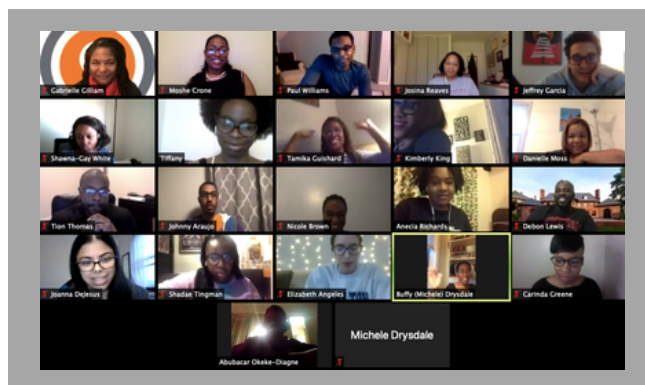 Gabrielle Gilliam
Moshe Crone
Paul Williams
Josina Reaves
Jeffrey Garcia
Shawna-Gay White
Tiffany
Tamika Guishard
Kimberly King
Danielle Moss
Tion Thomas
Johnny Araujo
Nicole Brown
Anecia Richards
Debon Lewis
Joanna DeJesus
Shadae Tingman
Elizabeth Angeles
Buffy (Michele) Drysdale
Carinda Greene
Abubacar Okeke-Diagne
Michele Drysdale